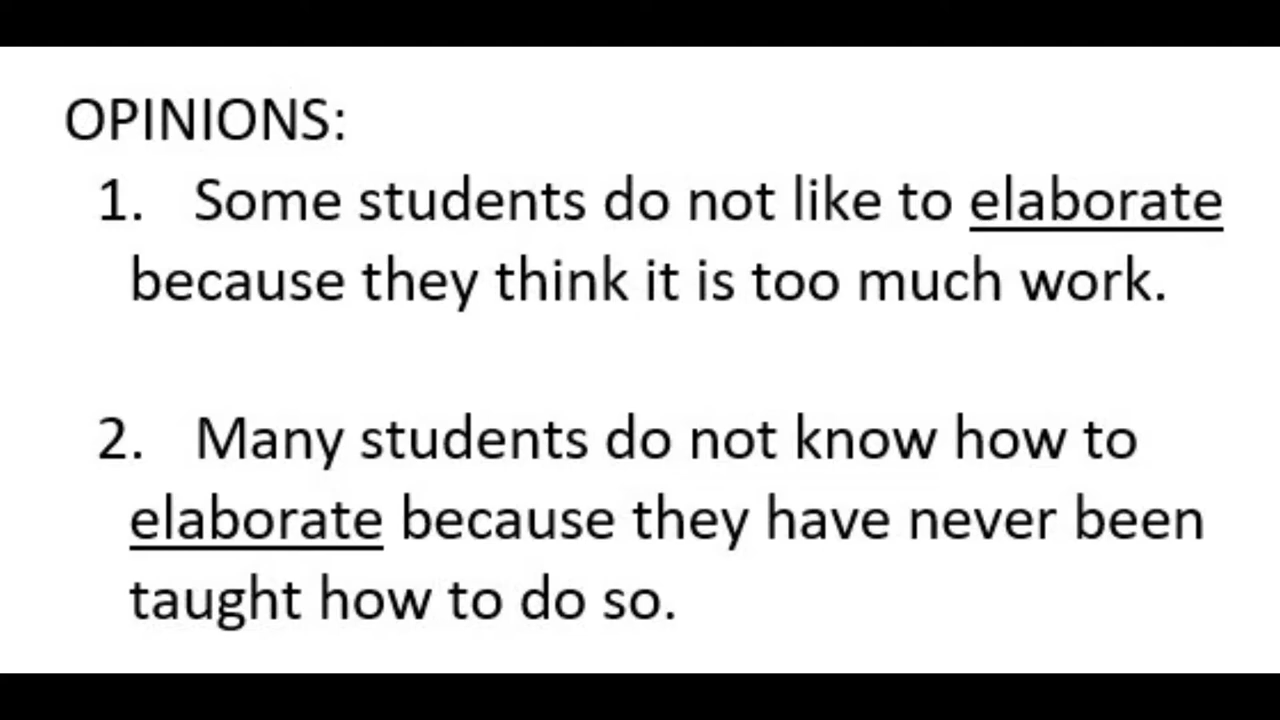 OPINIONS:
1. Some students do not like to elaborate
because they think it is too much work.
2. Many students do not know how to
elaborate because they have never been
taught how to do so.